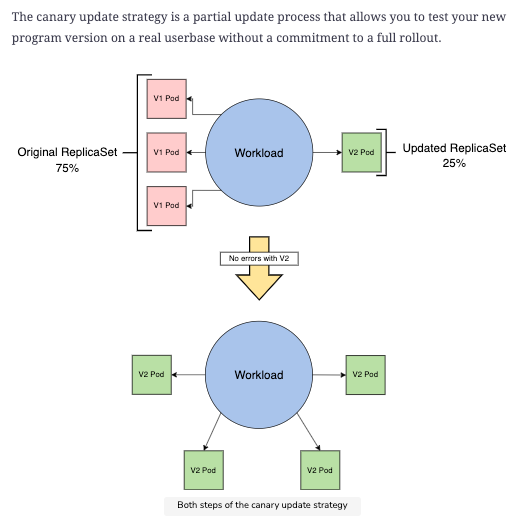 The canary update strategy is a partial update process that allows you to test your new
program version on a real userbase without a commitment to a full rollout.
V1 Pod
Original ReplicaSet
75%
V1 Pod
Workload
V2 Pod
Updated ReplicaSet
25%
V1 Pod
No errors with V2
V2 Pod
Workload
V2 Pod
V2 Pod
V2 Pod
Both steps of the canary update strategy